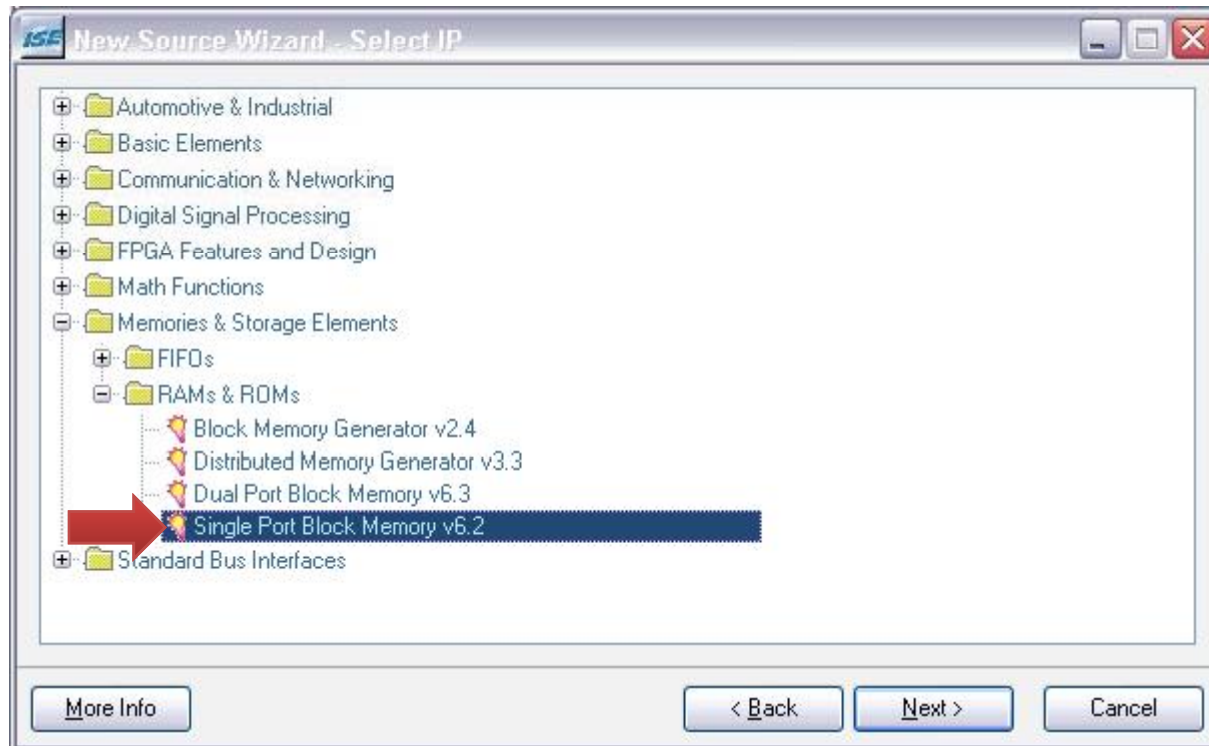 ISE New Source Wizard - Select IP
Automotive & Industrial
Basic Elements
Communication & Networking
Digital Signal Processing
FPGA Features and Design
Math Functions
Memories & Storage Elements
FIFOs
RAMs & ROMs
Block Memory Generator v2.4
Distributed Memory Generator v3.3
Dual Port Block Memory v6.3
Single Port Block Memory v6.2
Standard Bus Interfaces
More Info < Back Next > Cancel